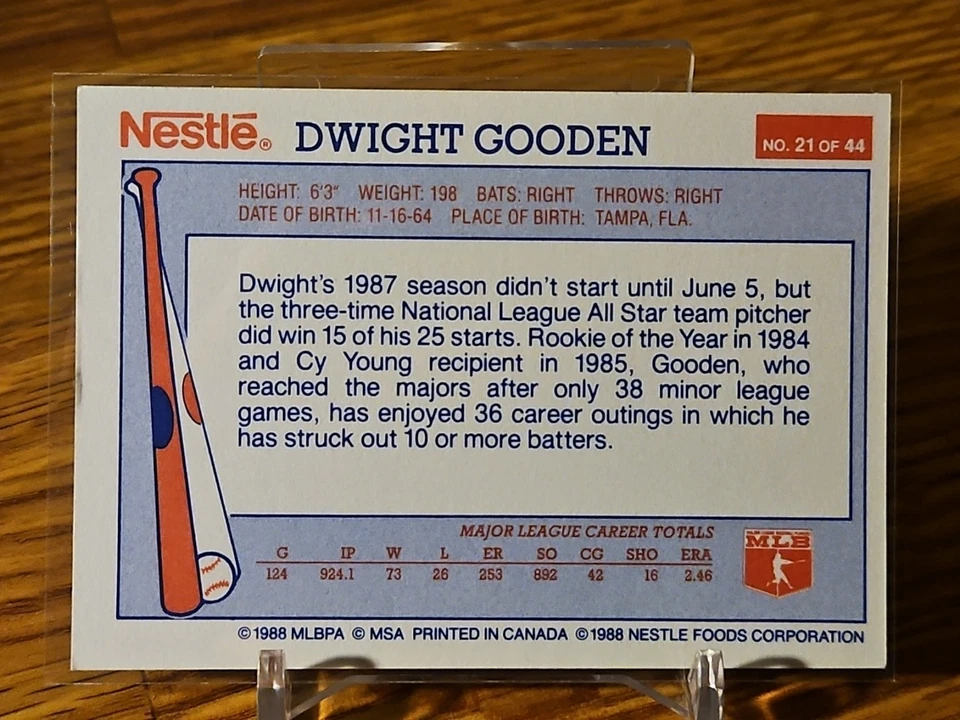 Nestlé® DWIGHT GOODEN NO. 21 OF 44
HEIGHT: 6'3" WEIGHT: 198 BATS: RIGHT THROWS: RIGHT
DATE OF BIRTH: 11-16-64 PLACE OF BIRTH: TAMPA, FLA.
Dwight's 1987 season didn't start until June 5, but
the three-time National League All Star team pitcher
did win 15 of his 25 starts. Rookie of the Year in 1984
and Cy Young recipient in 1985, Gooden, who
reached the majors after only 38 minor league
games, has enjoyed 36 career outings in which he
has struck out 10 or more batters.
MAJOR LEAGUE CAREER TOTALS
G IP W L ER SO CG SHO ERA
124 924.1 73 26 253 892 42 16 2.46
MLB
©1988 MLBPA © MSA PRINTED IN CANADA ©1988 NESTLE FOODS CORPORATION